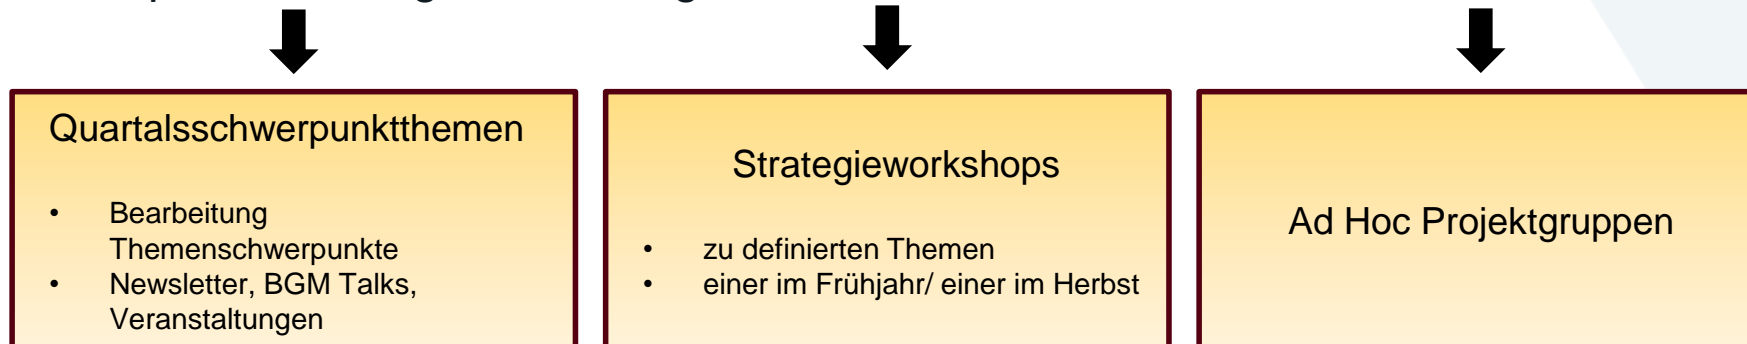 Quartalsschwerpunktthemen
• Bearbeitung
Themenschwerpunkte
• Newsletter, BGM Talks,
Veranstaltungen
Strategieworkshops
• zu definierten Themen
• einer im Frühjahr/ einer im Herbst
Ad Hoc Projektgruppen